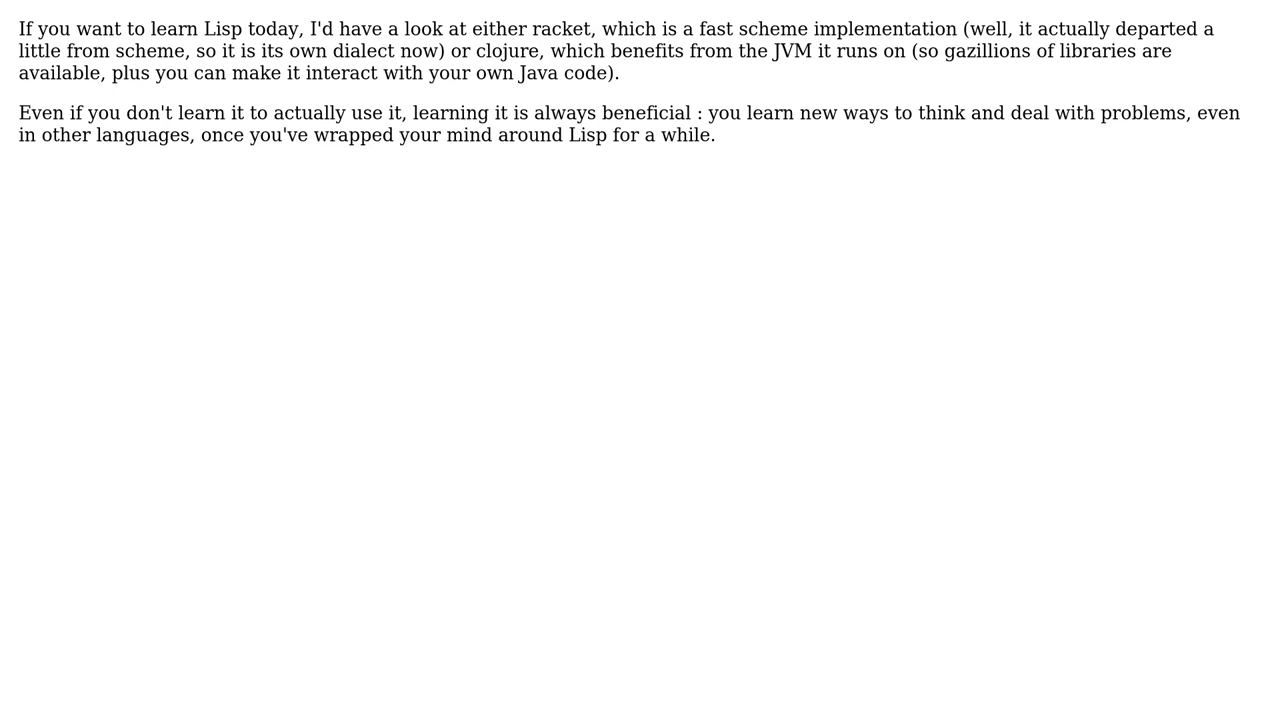 If you want to learn Lisp today, I'd have a look at either racket, which is a fast scheme implementation (well, it actually departed a
little from scheme, so it is its own dialect now) or clojure, which benefits from the JVM it runs on (so gazillions of libraries are
available, plus you can make it interact with your own Java code).
Even if you don't learn it to actually use it, learning it is always beneficial : you learn new ways to think and deal with problems, even
in other languages, once you've wrapped your mind around Lisp for a while.